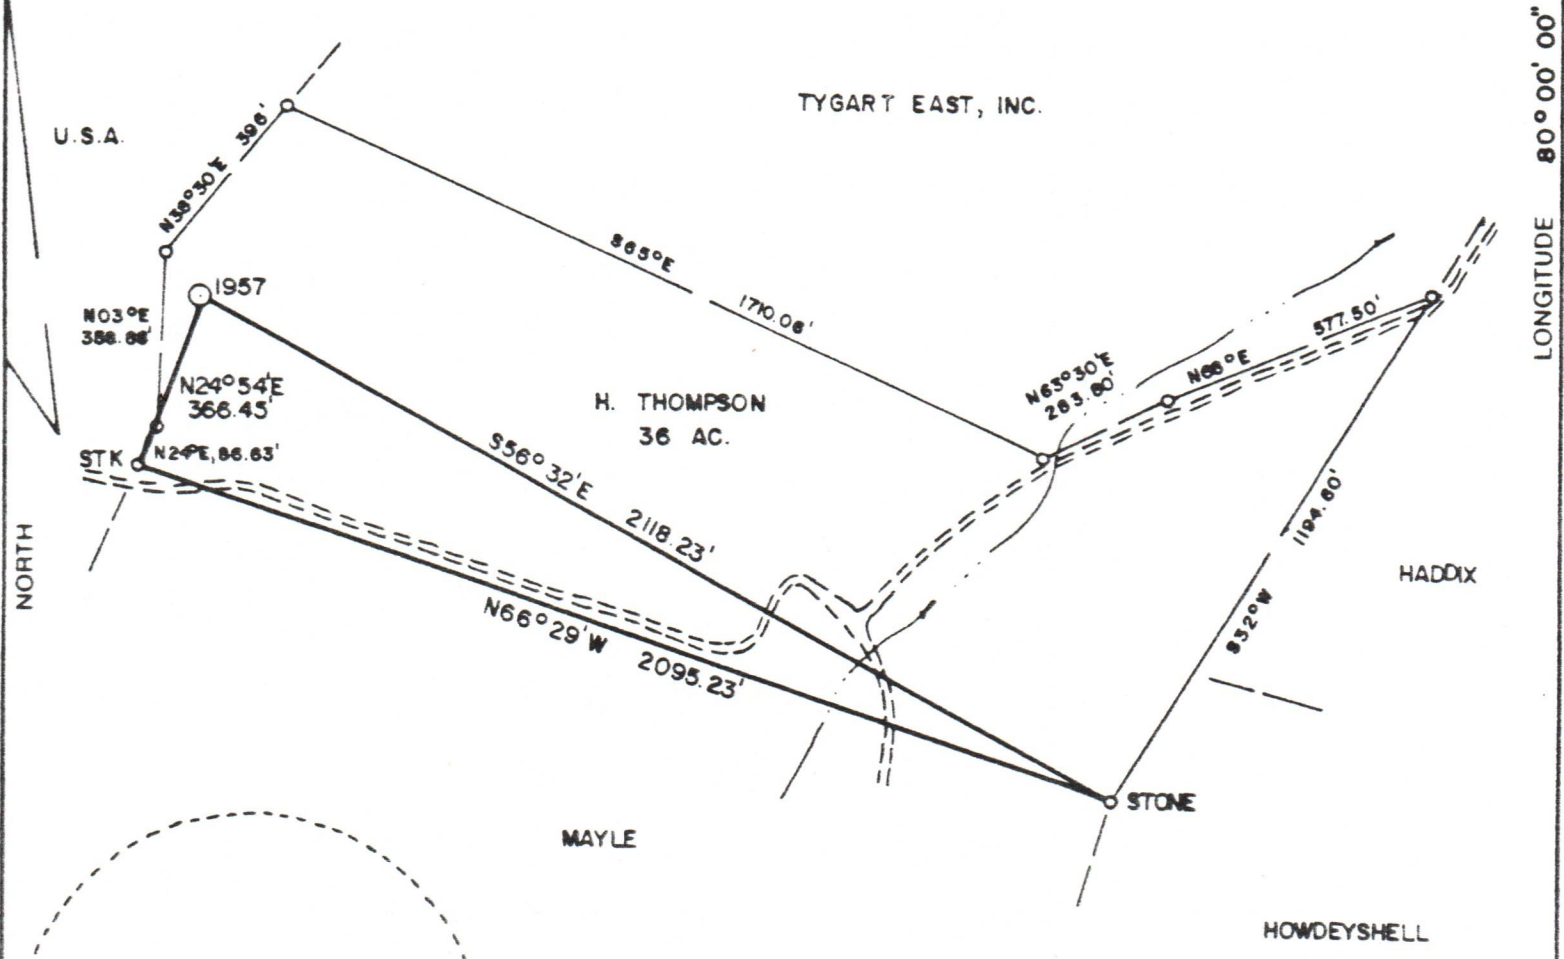 U.S.A.
TYGART EAST, INC.
80° 00' 00"
LONGITUDE
N38°30'E 396'
S65°E
1710.06'
1957
N03°E
358.88'
N24°54'E
366.45'
N24°E, 86.63'
STK
H. THOMPSON
36 AC.
N63°30'E
283.80'
N66°E
577.50'
S56°32'E
2118.23'
N66°29'W 2095.23'
1194.60'
S32°W
HADDIX
NORTH
STONE
MAYLE
HOWDEYSHELL